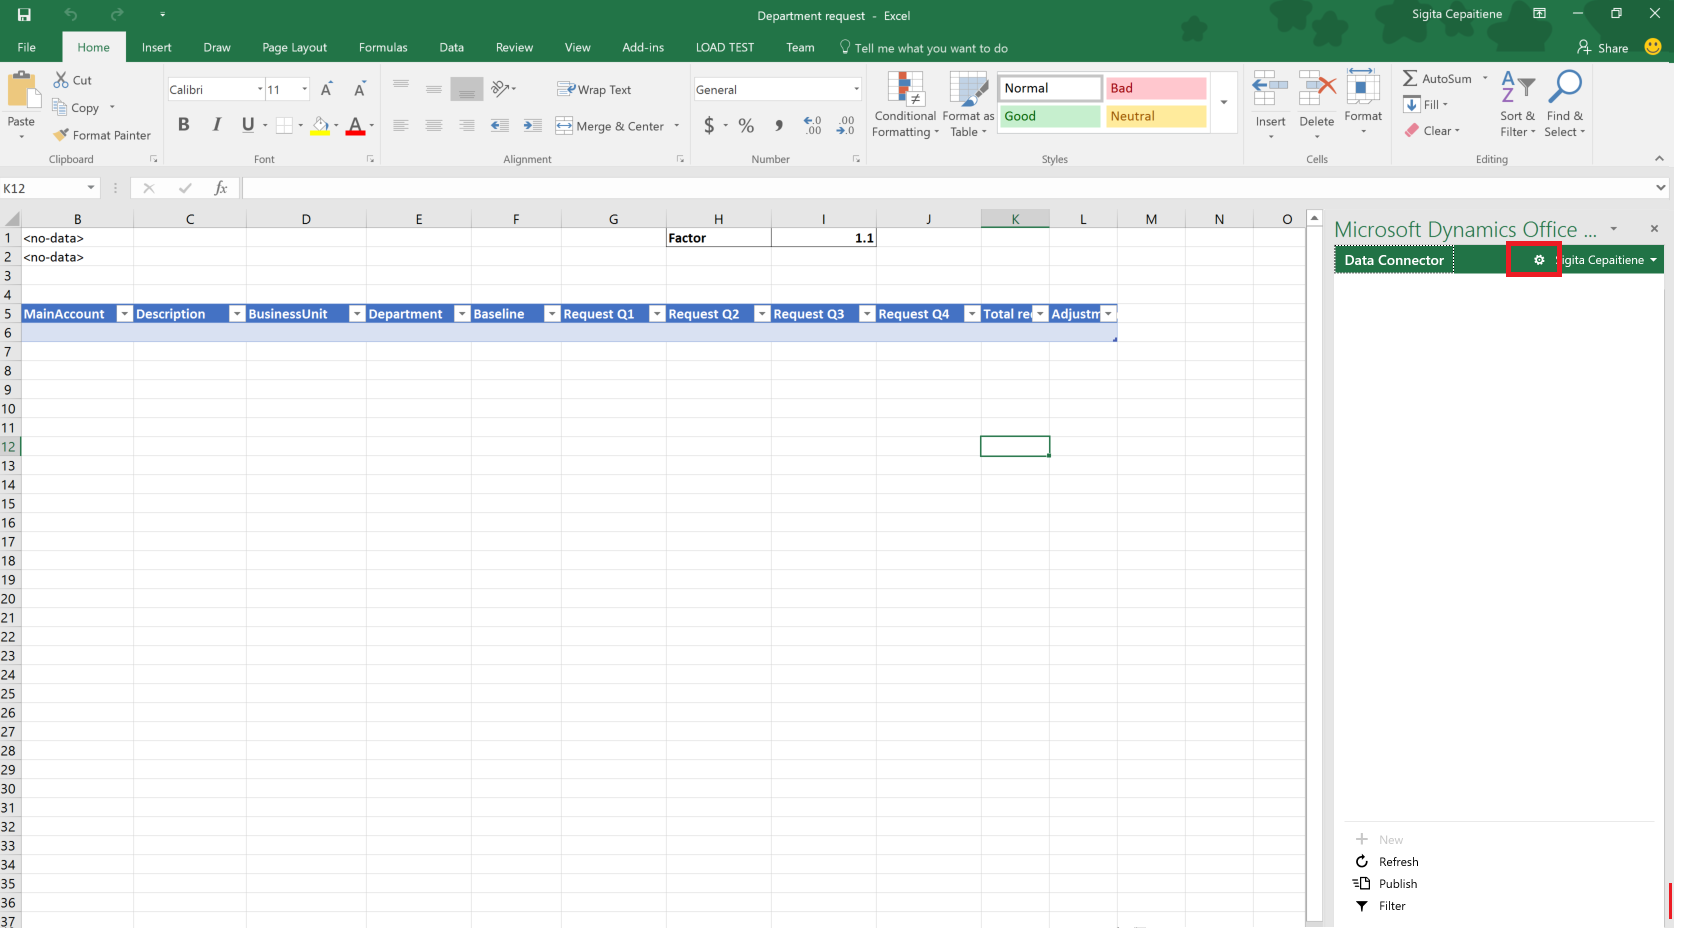 Department request - Excel
Sigita Cepaitiene
File Home Insert Draw Page Layout Formulas Data Review View Add-ins LOAD TEST Team Tell me what you want to do Share
Paste
Cut
Copy
Format Painter
Clipboard
Calibri 11
A A
B I U A
Font
Wrap Text
Merge & Center
Alignment
General
$ % , .0 .00 .00 .0
Number
Conditional Formatting
Format as Table
Normal Bad
Good Neutral
Styles
Insert Delete Format
Cells
AutoSum
Fill
Clear
Sort & Filter
Find & Select
Editing
K12 fx
B C D E F G H I J K L M N O
1 <no-data> Factor 1.1
2 <no-data>
3
4
5 MainAccount Description BusinessUnit Department Baseline Request Q1 Request Q2 Request Q3 Request Q4 Total re Adjustm
6
7
8
9
10
11
12
13
14
15
16
17
18
19
20
21
22
23
24
25
26
27
28
29
30
31
32
33
34
35
36
37
Microsoft Dynamics Office ...
Data Connector
igita Cepaitiene
New
Refresh
Publish
Filter